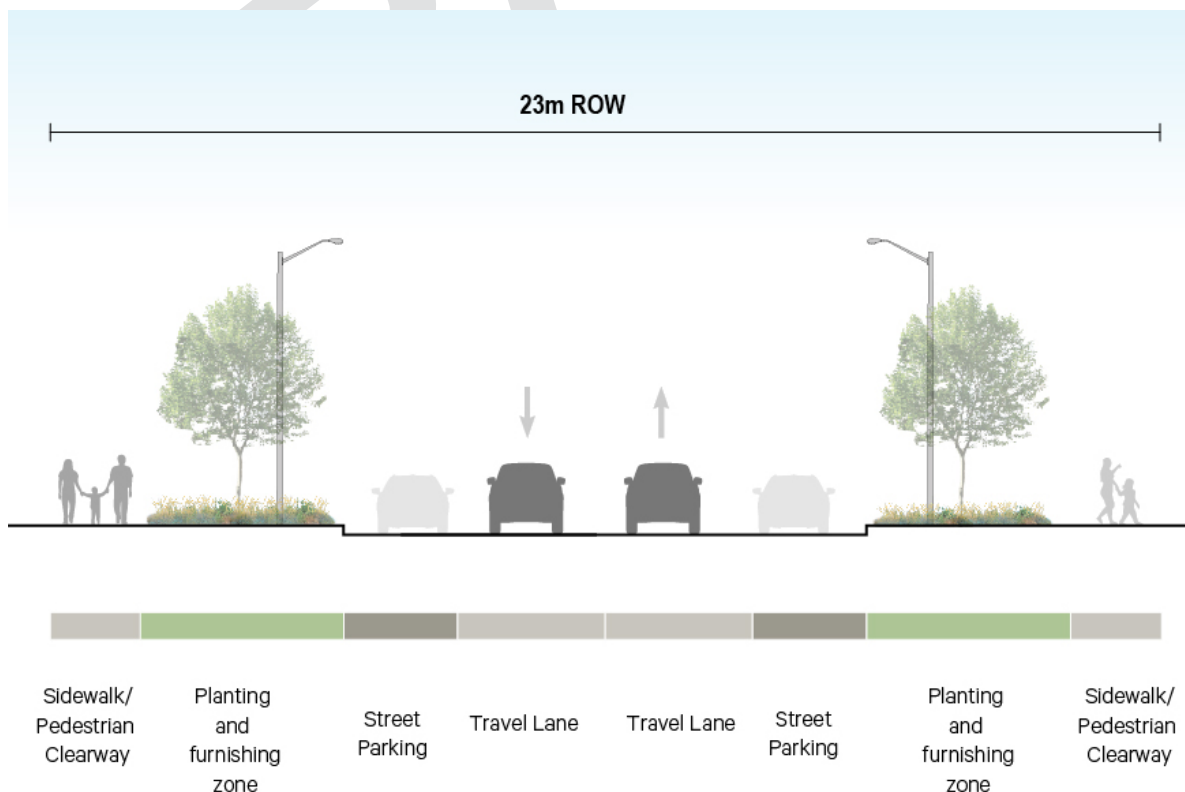 23m ROW
Sidewalk/
Pedestrian
Clearway
Planting
and
furnishing
zone
Street
Parking
Travel Lane
Travel Lane
Street
Parking
Planting
and
furnishing
zone
Sidewalk/
Pedestrian
Clearway